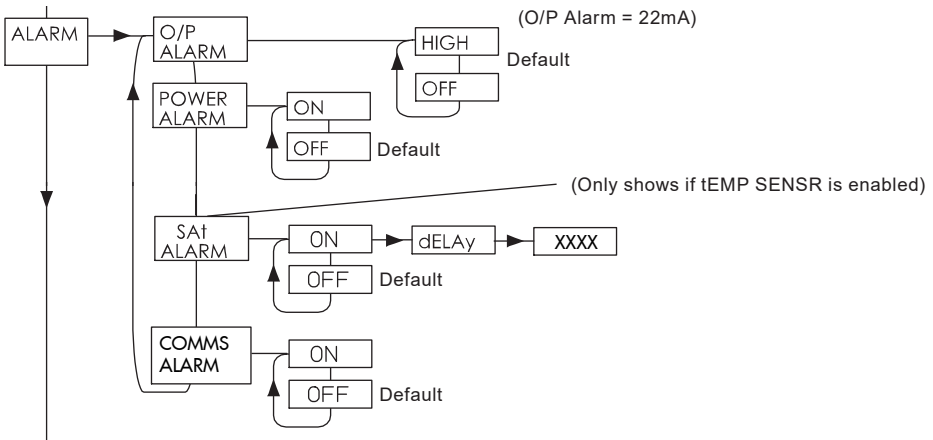 (O/P Alarm = 22mA)
ALARM
O/P
ALARM
HIGH
Default
OFF
POWER
ALARM
ON
OFF
Default
(Only shows if tEMP SENSR is enabled)
SAt
ALARM
ON
dELAy
XXXX
OFF
Default
COMMS
ALARM
ON
OFF
Default